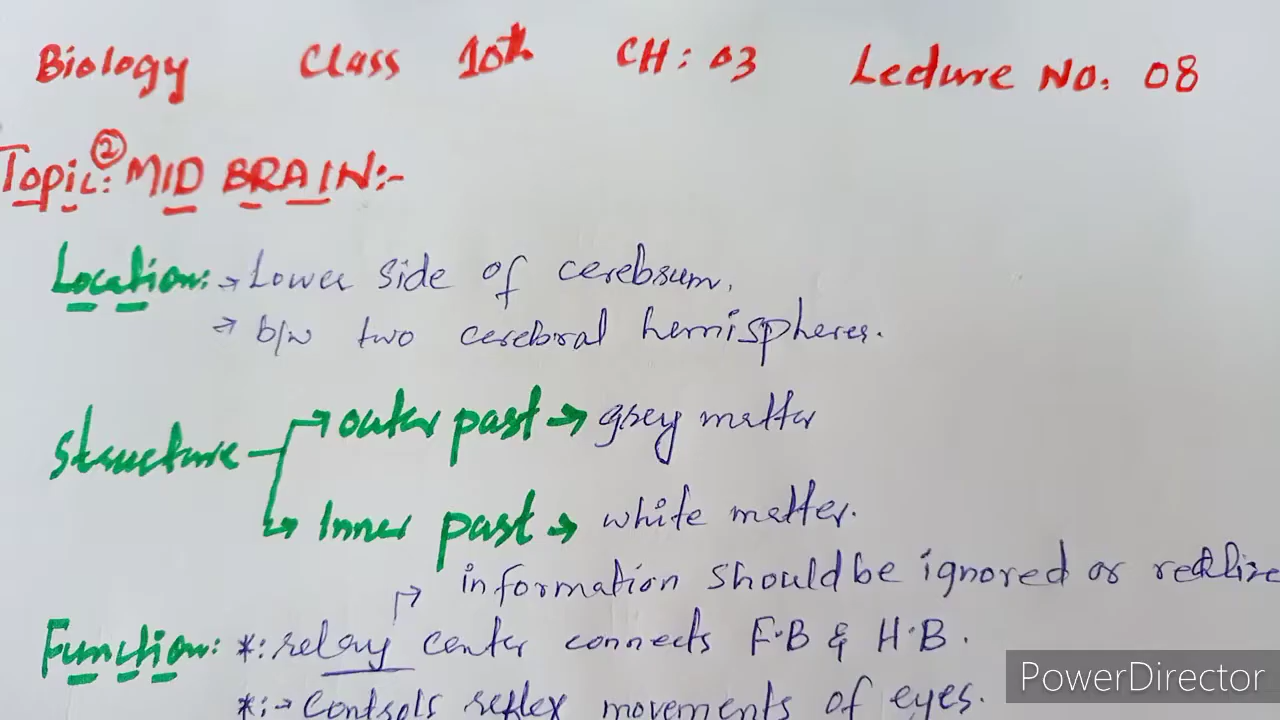 Biology Class 10th CH: 03 Lecture No. 08
Topic: ② MID BRAIN:-
Location: → Lower side of cerebrum.
→ b/w two cerebral hemispheres.
Structure → outer part → grey matter
→ Inner part → white matter.
information should be ignored or realize
Function: *: relay center connects F.B & H.B.
*:→ Controls reflex movements of eyes.
PowerDirector